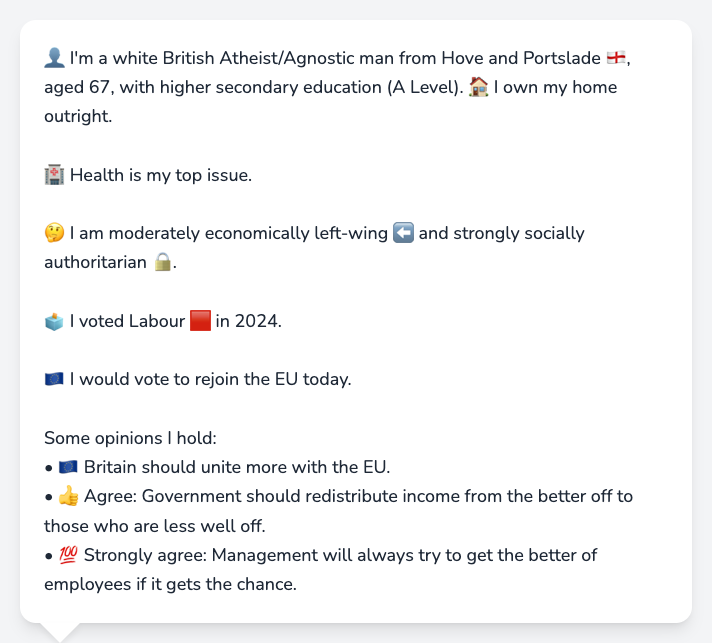 👤 I'm a white British Atheist/Agnostic man from Hove and Portslade 🏴󠁧󠁢󠁥󠁮󠁧󠁿,
aged 67, with higher secondary education (A Level). 🏠 I own my home
outright.
🏥 Health is my top issue.
🤔 I am moderately economically left-wing ⬅️ and strongly socially
authoritarian 🔒.
🗳️ I voted Labour 🟥 in 2024.
🇪🇺 I would vote to rejoin the EU today.
Some opinions I hold:
• 🇪🇺 Britain should unite more with the EU.
• 👍 Agree: Government should redistribute income from the better off to
those who are less well off.
• 💯 Strongly agree: Management will always try to get the better of
employees if it gets the chance.